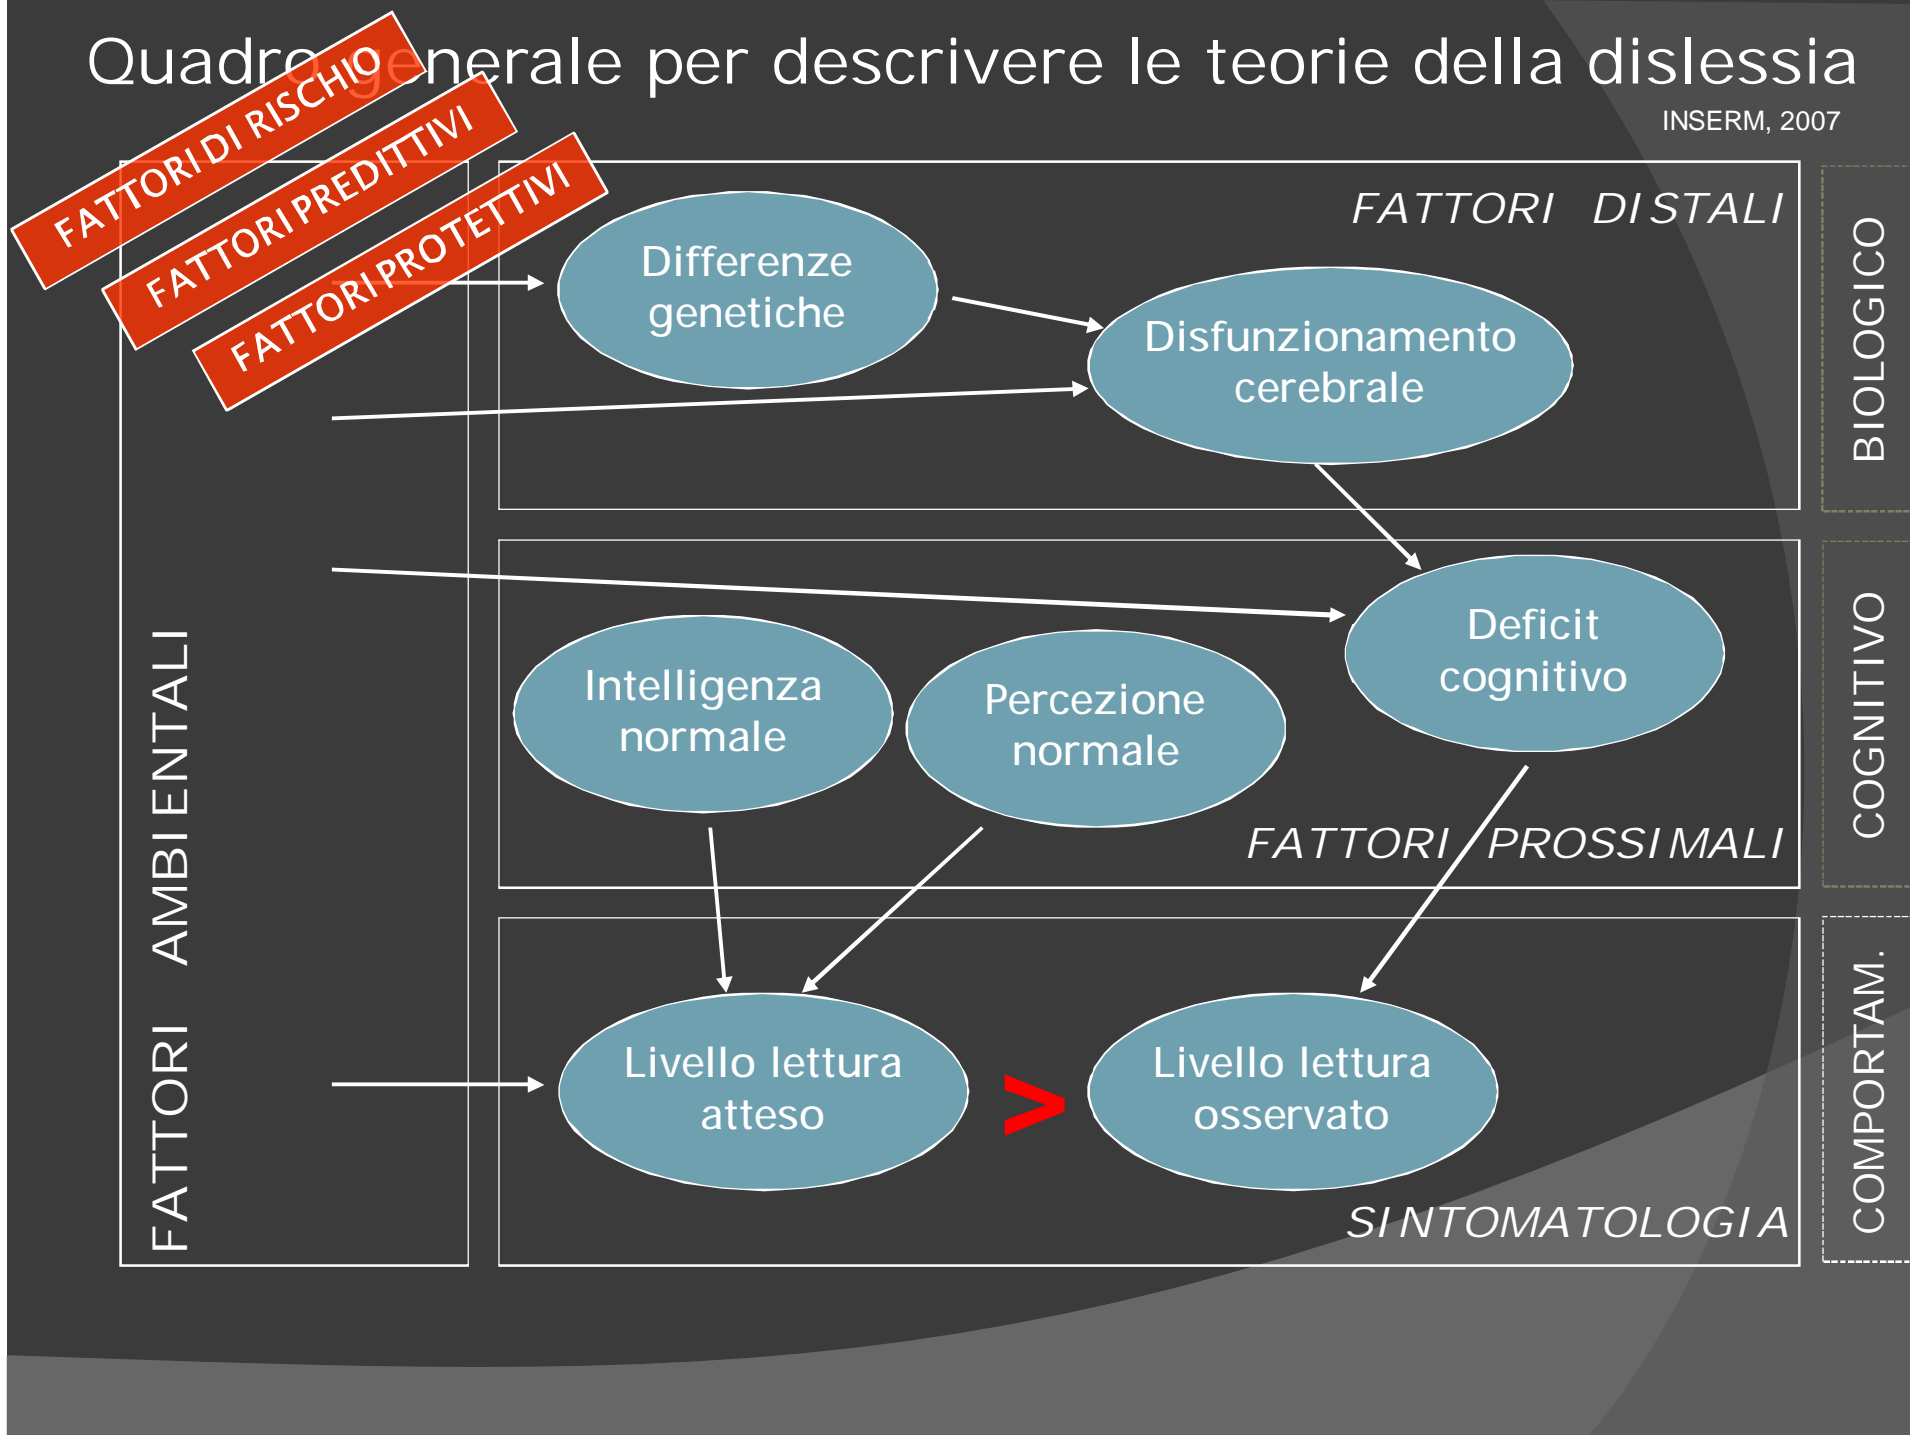 Quadro generale per descrivere le teorie della dislessia
INSERM, 2007
FATTORI DI RISCHIO
FATTORI PREDITTIVI
FATTORI PROTETTIVI
FATTORI AMBIENTALI
FATTORI DISTALI
Differenze
genetiche
Disfunzionamento
cerebrale
BIOLOGICO
Deficit
cognitivo
Intelligenza
normale
Percezione
normale
FATTORI PROSSIMALI
COGNITIVO
Livello lettura
atteso
>
Livello lettura
osservato
SINTOMATOLOGIA
COMPORTAM.